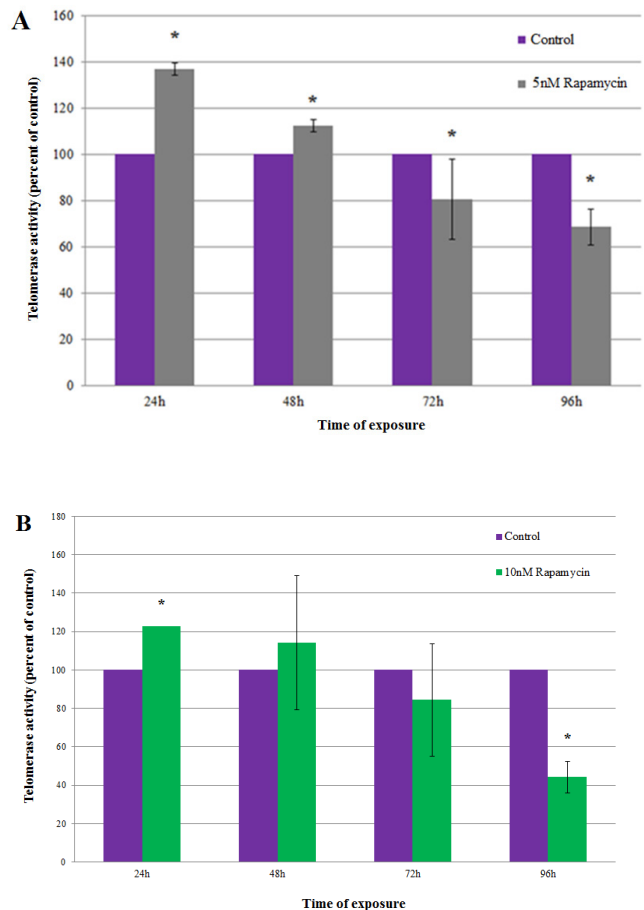 A
160
140
120
100
80
60
40
20
0
Telomerase activity (percent of control)
*
*
*
*
Control
5nM Rapamycin
24h 48h 72h 96h
Time of exposure
B
180
160
140
120
100
80
60
40
20
0
Telomerase activity (percent of control)
*
*
Control
10nM Rapamycin
24h 48h 72h 96h
Time of exposure